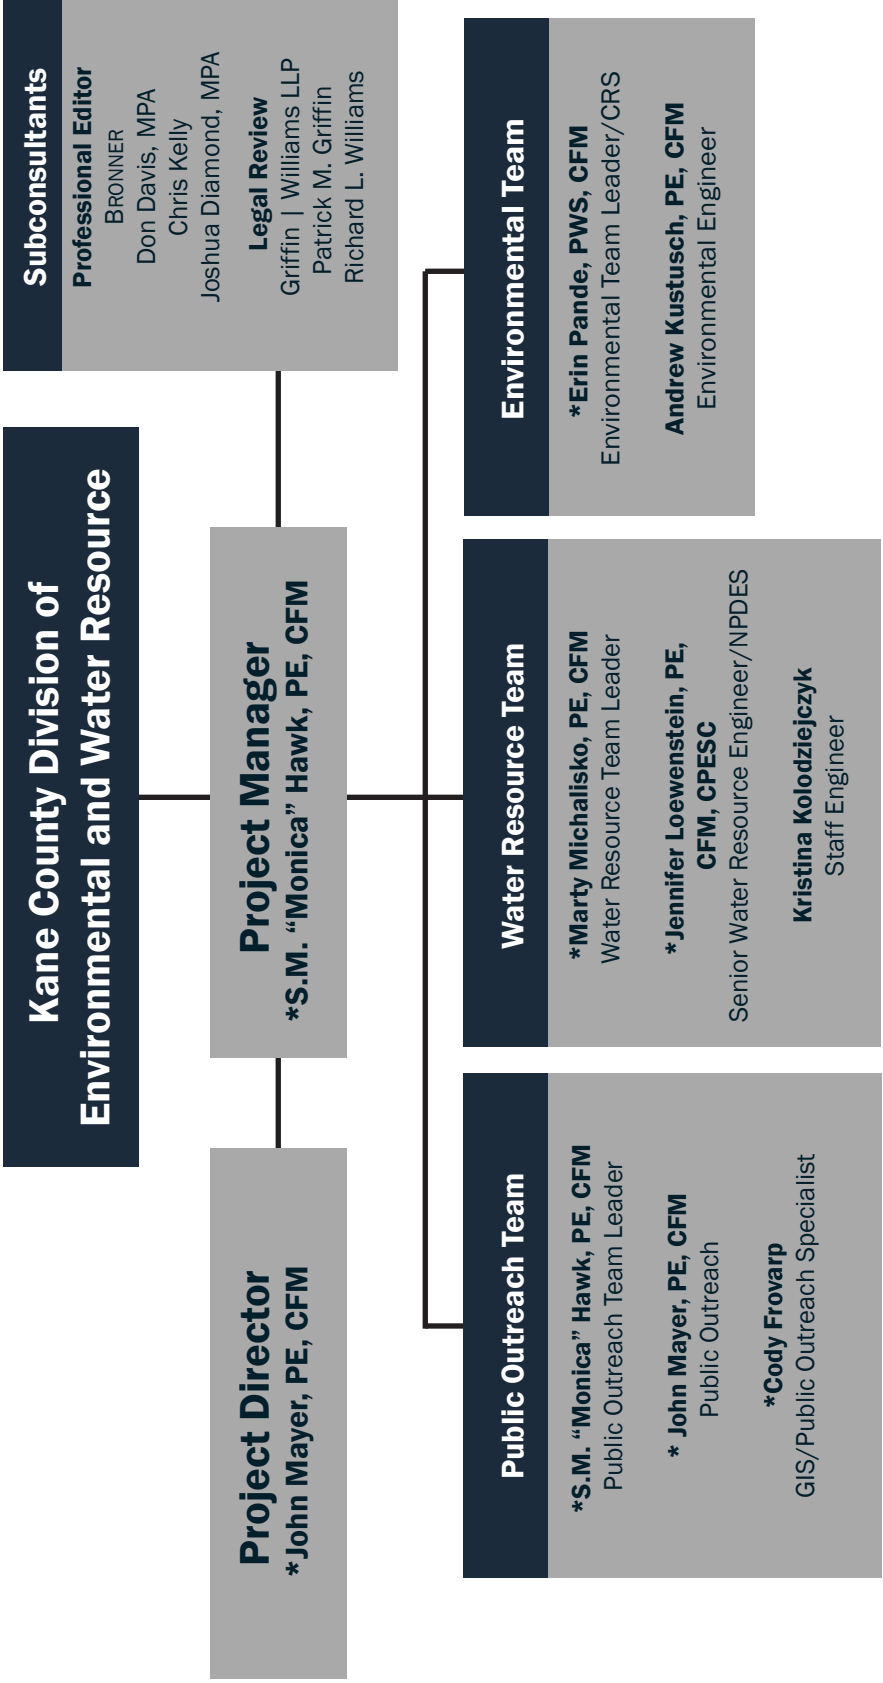 Kane County Division of
Environmental and Water Resource
Project Director
*John Mayer, PE, CFM
Project Manager
*S.M. “Monica” Hawk, PE, CFM
Subconsultants
Professional Editor
BRONNER
Don Davis, MPA
Chris Kelly
Joshua Diamond, MPA
Legal Review
Griffin | Williams LLP
Patrick M. Griffin
Richard L. Williams
Public Outreach Team
*S.M. “Monica” Hawk, PE, CFM
Public Outreach Team Leader
* John Mayer, PE, CFM
Public Outreach
*Cody Frovarp
GIS/Public Outreach Specialist
Water Resource Team
*Marty Michalisko, PE, CFM
Water Resource Team Leader
*Jennifer Loewenstein, PE,
CFM, CPESC
Senior Water Resource Engineer/NPDES
Kristina Kolodziejczyk
Staff Engineer
Environmental Team
*Erin Pande, PWS, CFM
Environmental Team Leader/CRS
Andrew Kustusch, PE, CFM
Environmental Engineer